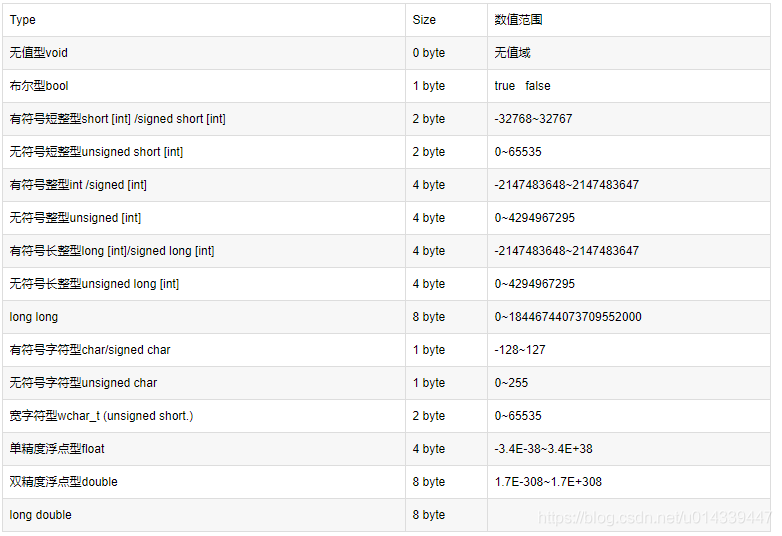 Type Size 数值范围
无值型void 0 byte 无值域
布尔型bool 1 byte true false
有符号短整型short [int] /signed short [int] 2 byte -32768~32767
无符号短整型unsigned short [int] 2 byte 0~65535
有符号整型int /signed [int] 4 byte -2147483648~2147483647
无符号整型unsigned [int] 4 byte 0~4294967295
有符号长整型long [int]/signed long [int] 4 byte -2147483648~2147483647
无符号长整型unsigned long [int] 4 byte 0~4294967295
long long 8 byte 0~18446744073709552000
有符号字符型char/signed char 1 byte -128~127
无符号字符型unsigned char 1 byte 0~255
宽字符型wchar_t (unsigned short.) 2 byte 0~65535
单精度浮点型float 4 byte -3.4E-38~3.4E+38
双精度浮点型double 8 byte 1.7E-308~1.7E+308
long double 8 byte
https://blog.csdn.net/u014339447